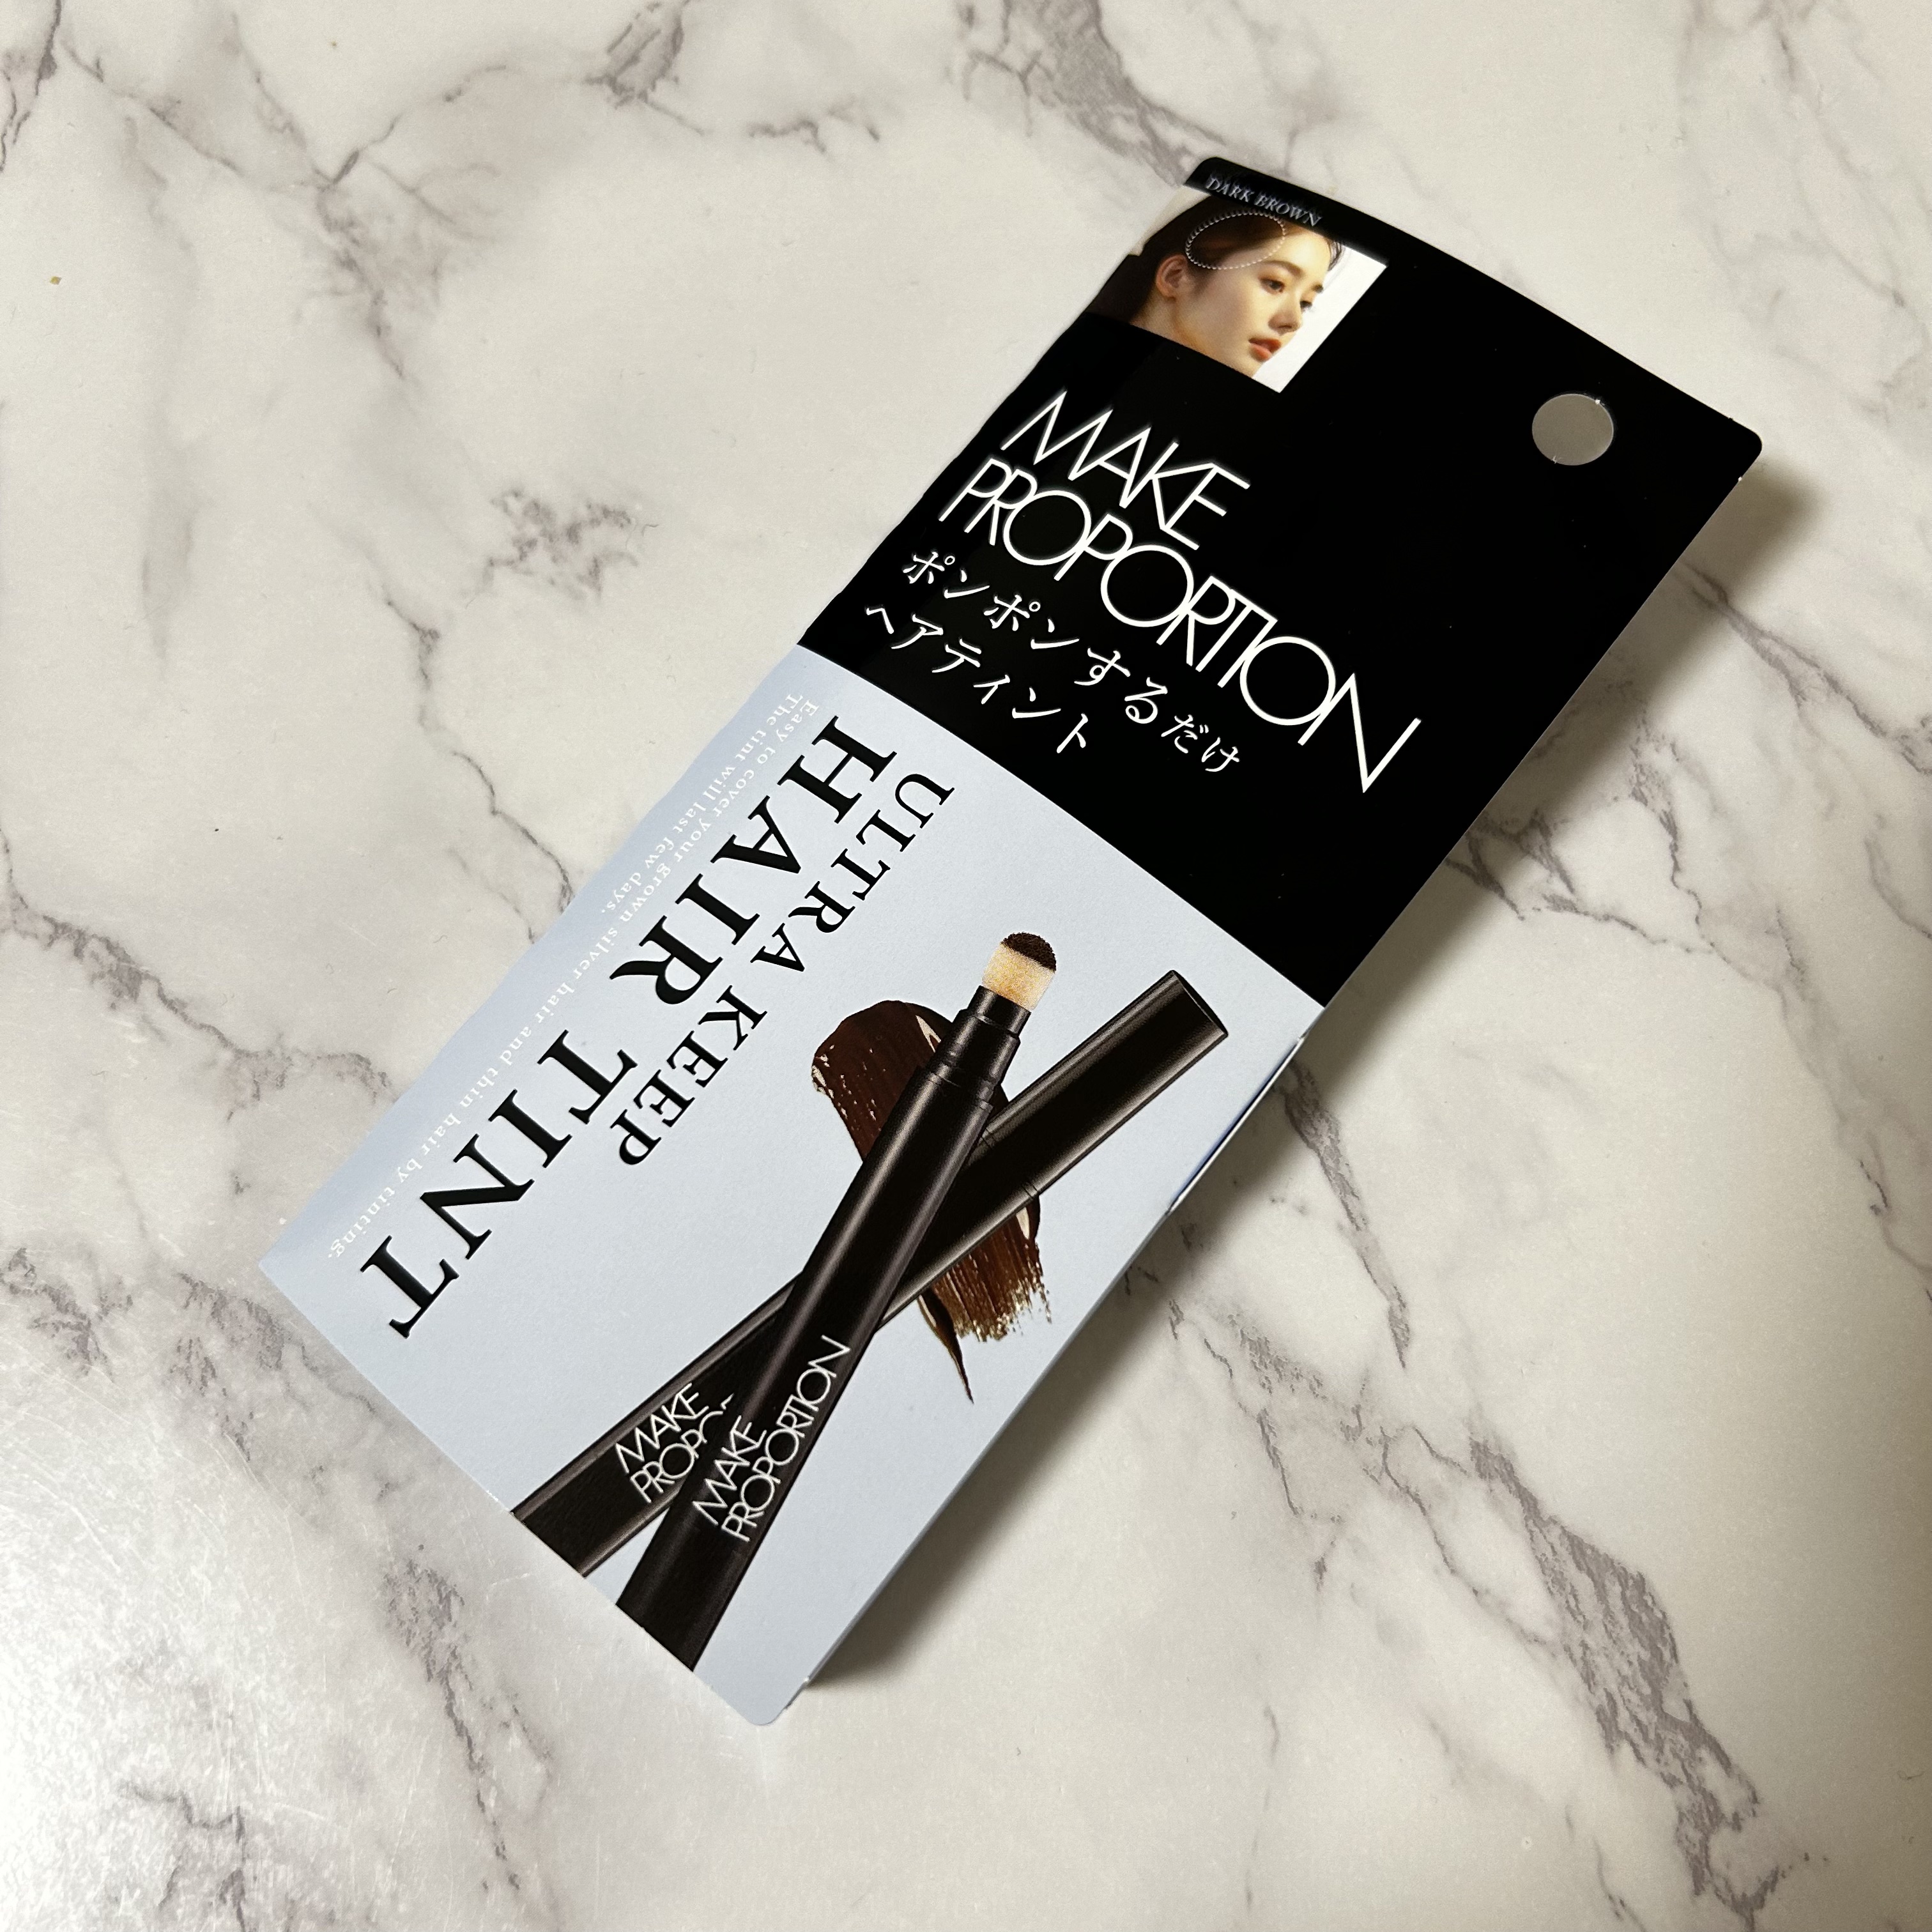 DARK BROWN
MAKE
PROPORTION
ポンポンするだけ
ヘアティント
ULTRA KEEP
HAIR TINT
Easy to cover your grown silver hair and thin hair by tinting.
The tint will last few days.
MAKE
PROPO
MAKE
PROPORTION